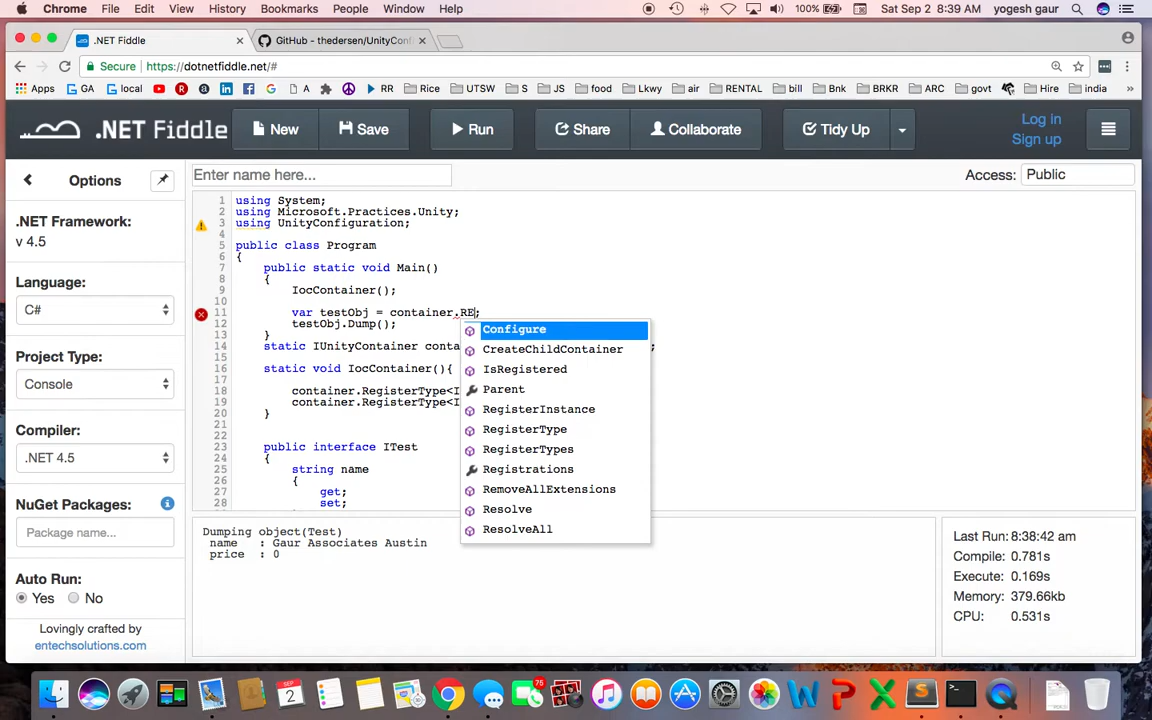 Chrome File Edit View History Bookmarks People Window Help 100% Sat Sep 2 8:39 AM yogesh gaur
.NET Fiddle × GitHub - thedersen/UnityConf ×
Secure https://dotnetfiddle.net/#
Apps GA local RR Rice UTSW S JS food Lkwy air RENTAL bill Bnk BRKR ARC govt Hire india »
.NET Fiddle New Save Run Share Collaborate Tidy Up Log in
Sign up
Options
Enter name here...
Access: Public
.NET Framework:
v 4.5
Language:
C#
Project Type:
Console
Compiler:
.NET 4.5
NuGet Packages:
Package name...
Auto Run:
Yes No
Lovingly crafted by
entechsolutions.com
1 using System;
2 using Microsoft.Practices.Unity;
3 using UnityConfiguration;
4
5 public class Program
6 {
7 public static void Main()
8 {
9 IocContainer();
10
11 var testObj = container.RE;
12 testObj.Dump();
13 }
14 static IUnityContainer conta ;
15
16 static void IocContainer(){
17
18 container.RegisterType<I
19 container.RegisterType<I
20 }
21
22
23 public interface ITest
24 {
25 string name
26 {
27 get;
28 set;
Configure
CreateChildContainer
IsRegistered
Parent
RegisterInstance
RegisterType
RegisterTypes
Registrations
RemoveAllExtensions
Resolve
ResolveAll
Dumping object(Test)
name : Gaur Associates Austin
price : 0
Last Run: 8:38:42 am
Compile: 0.781s
Execute: 0.169s
Memory: 379.66kb
CPU: 0.531s
76